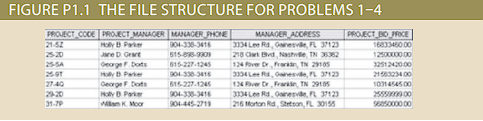 FIGURE P1.1 THE FILE STRUCTURE FOR PROBLEMS 1–4
PROJECT_CODE PROJECT_MANAGER MANAGER_PHONE MANAGER_ADDRESS PROJECT_BID_PRICE
21-5Z Holly B. Parker 904-338-3416 3334 Lee Rd., Gainesville, FL 37123 16833460.00
25-2D Jane D. Grant 615-898-9909 218 Clark Blvd., Nashville, TN 36362 12500000.00
25-5A George F. Dorts 615-227-1245 124 River Dr., Franklin, TN 29185 32512420.00
25-9T Holly B. Parker 904-338-3416 3334 Lee Rd., Gainesville, FL 37123 21563234.00
27-4Q George F. Dorts 615-227-1245 124 River Dr., Franklin, TN 29185 10314545.00
29-2D Holly B. Parker 904-338-3416 3334 Lee Rd., Gainesville, FL 37123 25559999.00
31-7P William K. Moor 904-445-2719 216 Morton Rd., Stetson, FL 30155 56850000.00